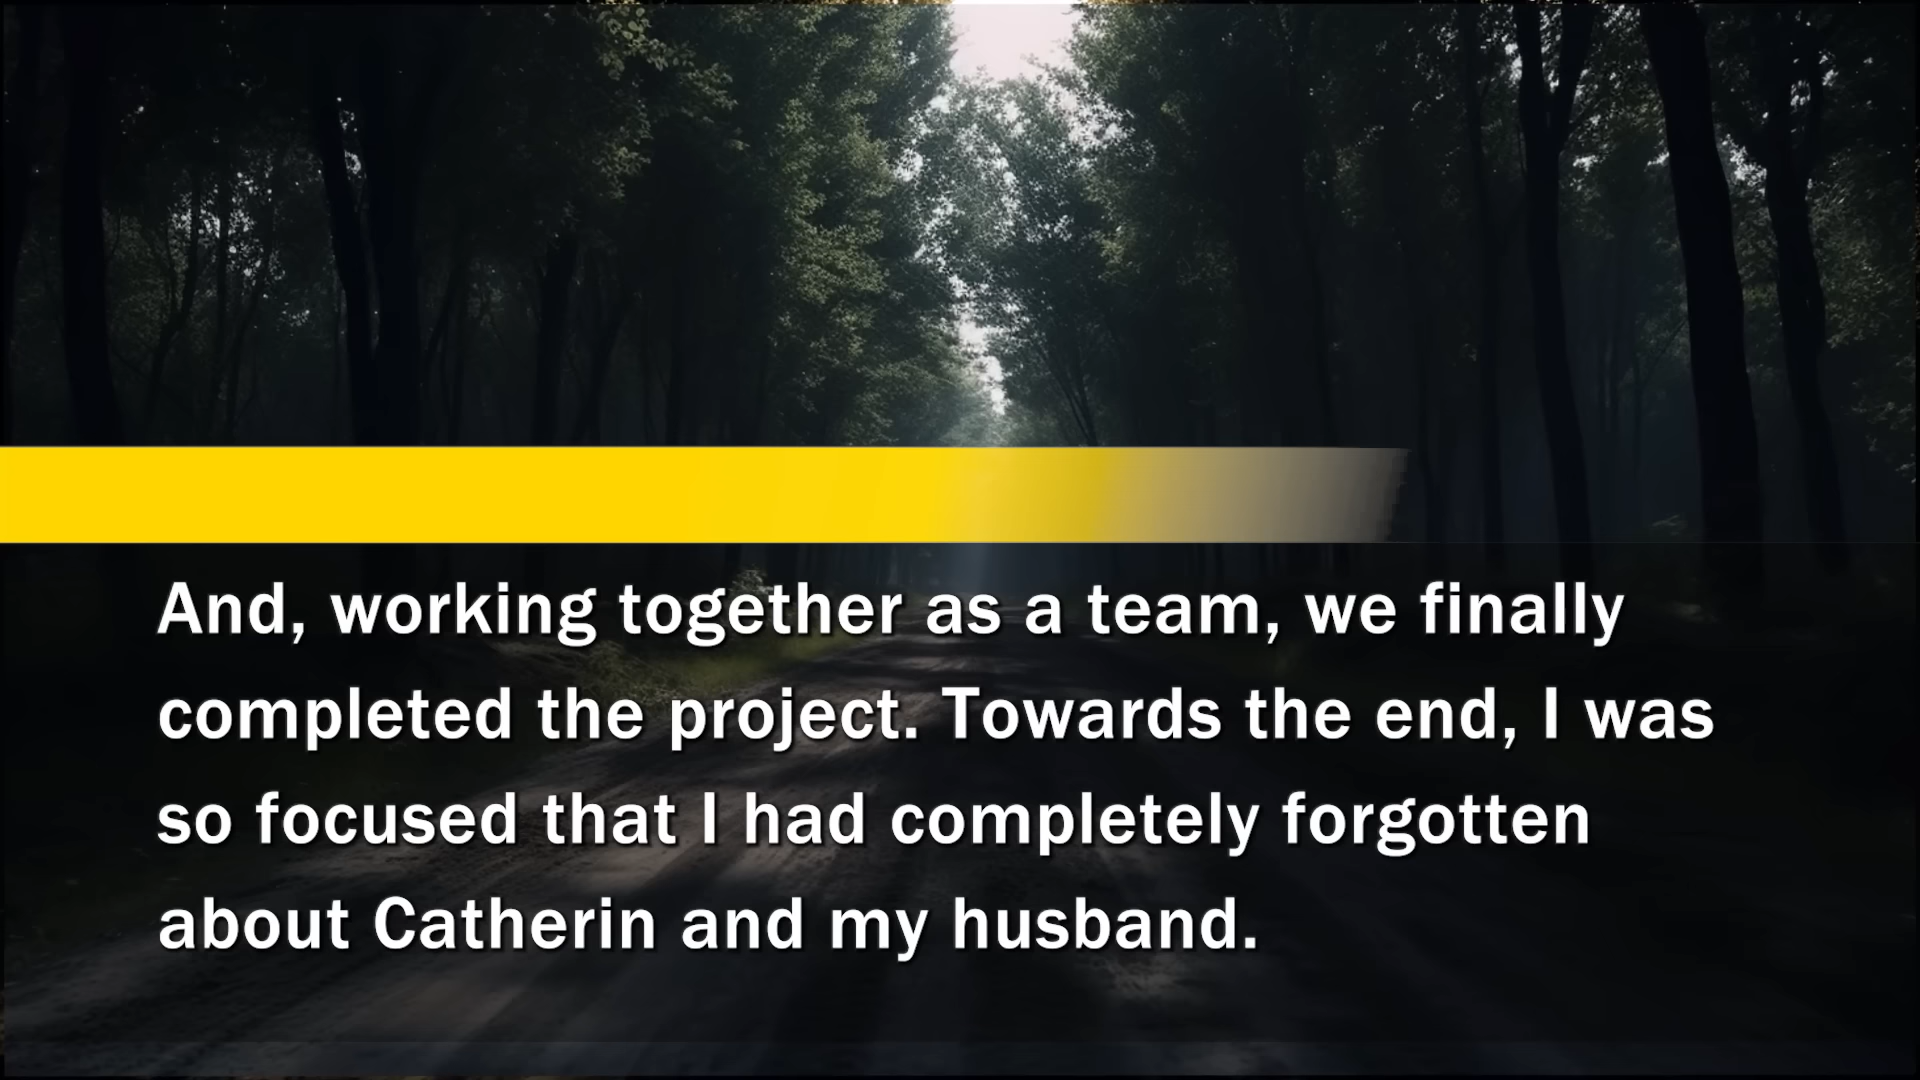 And, working together as a team, we finally
completed the project. Towards the end, I was
so focused that I had completely forgotten
about Catherin and my husband.